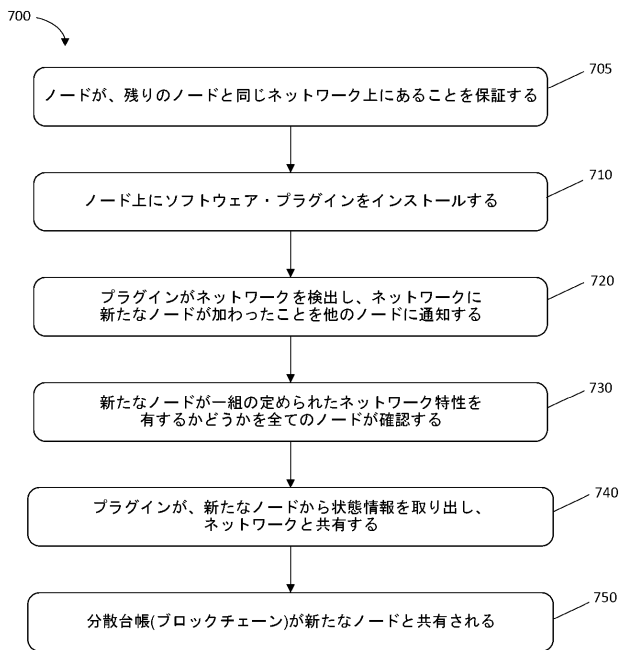 700
ノードが、残りのノードと同じネットワーク上にあることを保証する
705
ノード上にソフトウェア・プラグインをインストールする
710
プラグインがネットワークを検出し、ネットワークに
新たなノードが加わったことを他のノードに通知する
720
新たなノードが一組の定められたネットワーク特性を
有するかどうかを全てのノードが確認する
730
プラグインが、新たなノードから状態情報を取り出し、
ネットワークと共有する
740
分散台帳(ブロックチェーン)が新たなノードと共有される
750